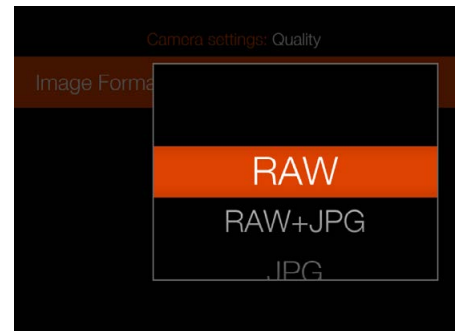 Camera settings: Quality
Image Forma
RAW
RAW+JPG
JPG